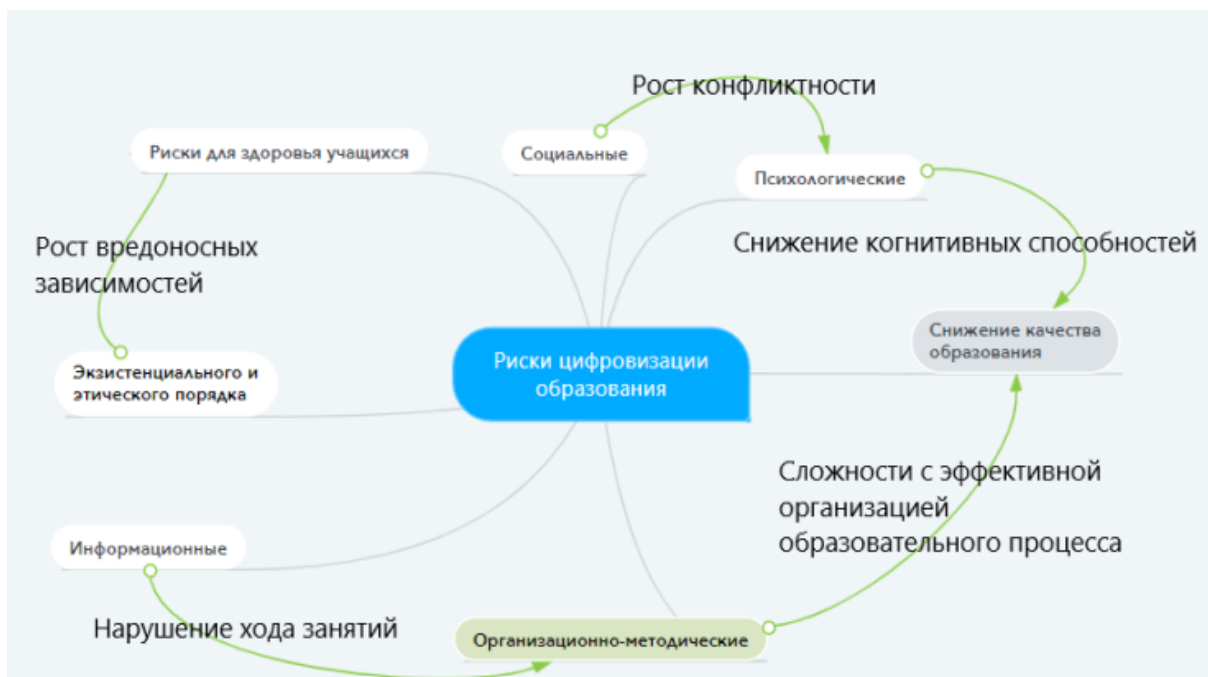 Рост конфликтности
Риски для здоровья учащихся
Социальные
Психологические
Рост вредоносных
зависимостей
Снижение когнитивных способностей
Снижение качества
образования
Риски цифровизации
образования
Экзистенциального и
этического порядка
Сложности с эффективной
организацией
образовательного процесса
Информационные
Нарушение хода занятий
Организационно-методические